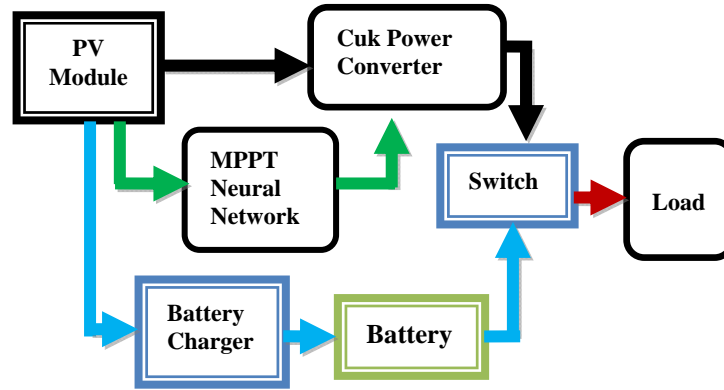 PV
Module
Cuk Power
Converter
MPPT
Neural
Network
Switch
Load
Battery
Charger
Battery